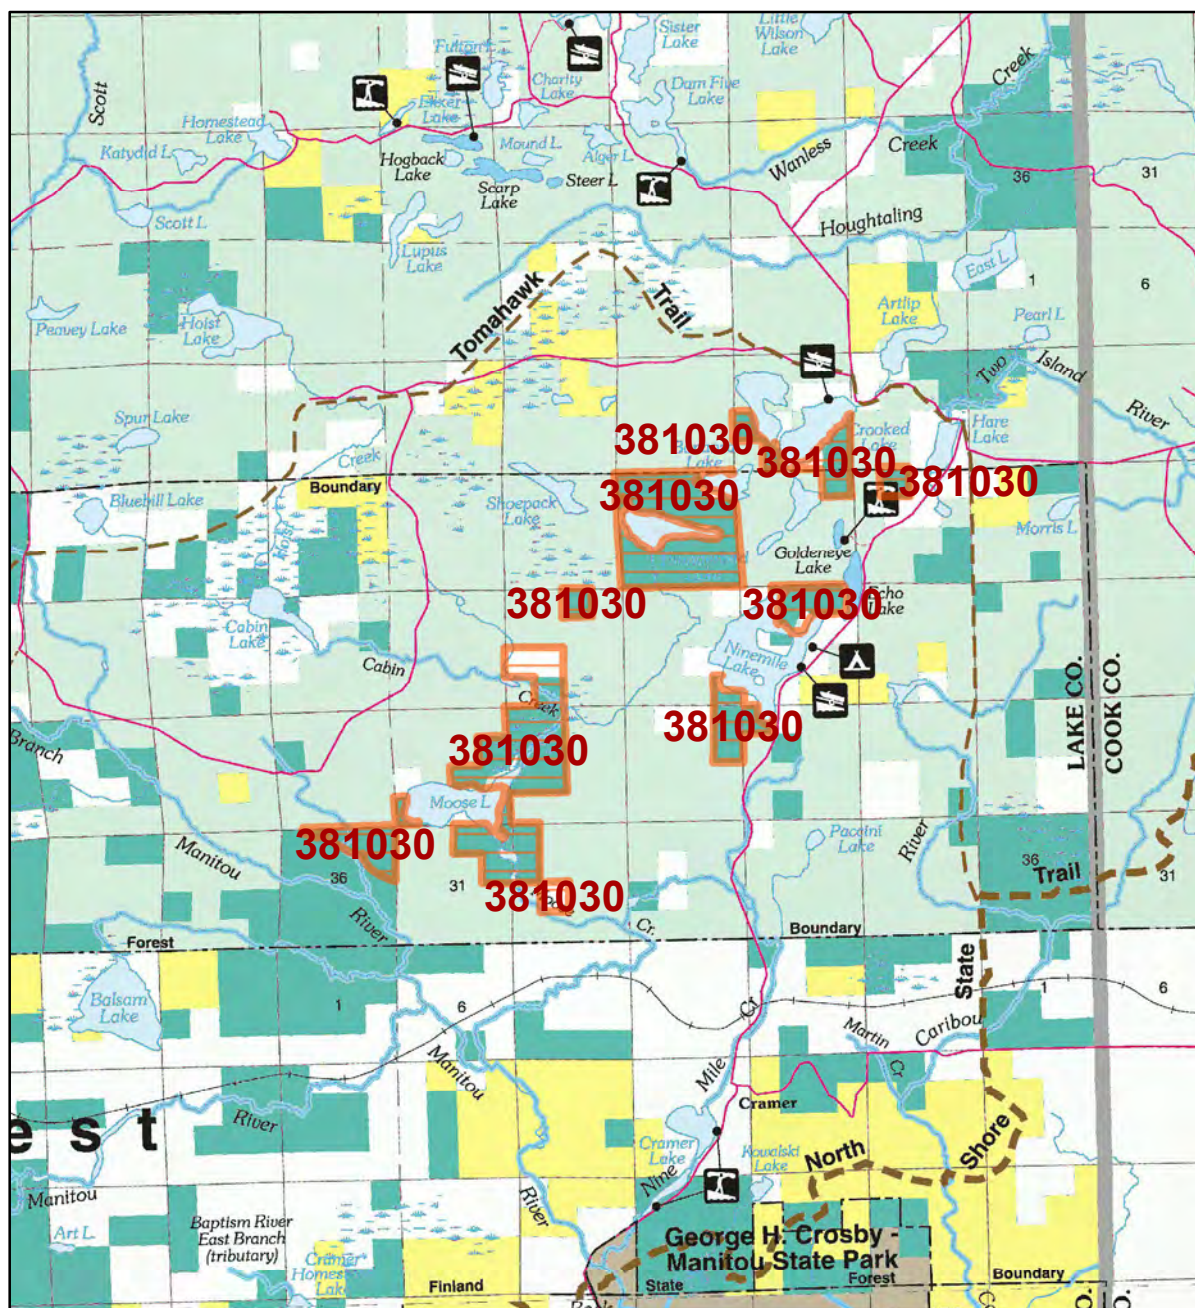 Sister
Lake
Little
Wilson
Lake
Creek
Scott
Fulton L
Charity
Lake
Dam Five
Lake
Homestead
Lake
Katydid L
Lake
Mound L.
Alger L
Wanless
Creek
Hogback
Lake
Scarp
Lake
Steer L
36
31
Scott L
Lupus
Lake
Houghtaling
East L
1
6
Tomahawk
Trail
Artlip
Lake
Pearl L
Peavey Lake
Hoist
Lake
Two
Island
River
Spur Lake
381030
Lake
Crooked
Lake
Hare
Lake
Creek
381030
381030
Boundary
381030
Bluebill Lake
Shoepack
Lake
Morris L
Hoist
Goldeneye
Lake
381030
381030
Echo
Lake
Cabin
Lake
Cabin
Creek
Ninemile
Lake
LAKE CO.
COOK CO.
Branch
381030
381030
Moose L
Manitou
381030
Paccini
Lake
River
36
31
36
Trail
31
381030
River
Cr.
Forest
Boundary
Boundary
State
Balsam
Lake
1
6
1
6
Cr
Martin
Cr
Caribou
Manitou
Mile
e s t
River
Cramer
Shore
Cramer
Lake
Kowalski
Lake
North
Nine
Manitou
River
Art L
Baptism River
East Branch
(tributary)
George H. Crosby -
Manitou State Park
Cramer
Homestead
Lake
Finland
State
Forest
Boundary